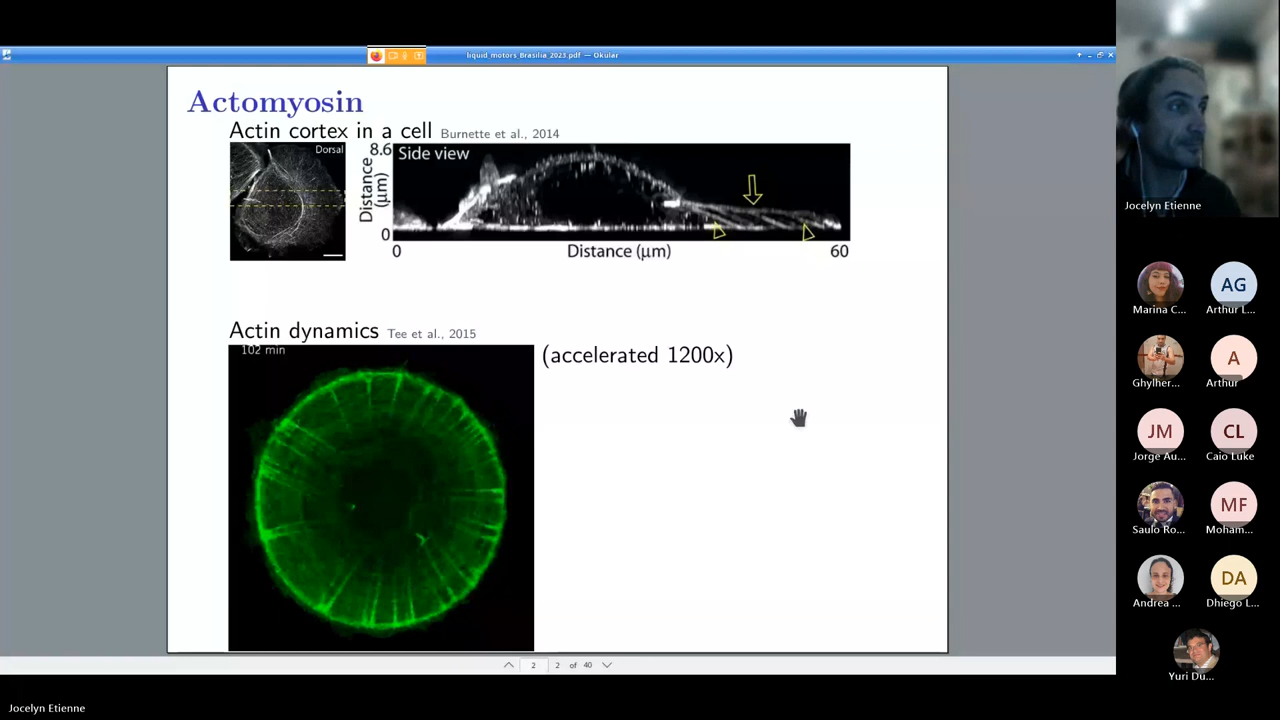 liquid_motors_Brasilia_2023.pdf — Okular
Actomyosin
Actin cortex in a cell Burnette et al., 2014
Dorsal
Distance (μm)
8.6
0
Side view
0
Distance (μm)
60
Actin dynamics Tee et al., 2015
102 min
(accelerated 1200x)
2
2 of 40
Jocelyn Etienne
Jocelyn Etienne
Marina C...
AG
Arthur L...
Ghylher...
A
Arthur
JM
Jorge Au...
CL
Caio Luke
Saulo Ro...
MF
Moham...
Andrea ...
DA
Dhiego L...
Yuri Du...